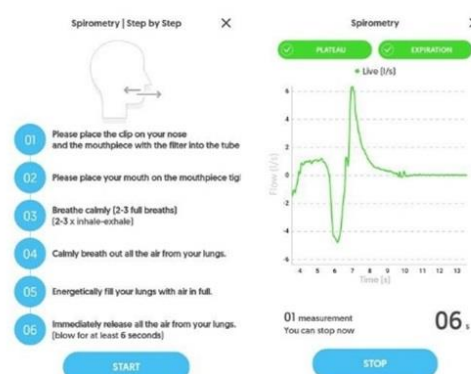 Spirometry | Step by Step
01
Please place the clip on your nose
and the mouthpiece with the filter into the tube
02
Please place your mouth on the mouthpiece tigl
03
Breathe calmly (2-3 full breaths)
(2-3 x inhale-exhale)
04
Calmly breath out all the air from your lungs.
05
Energetically fill your lungs with air in full.
06
Immediately release all the air from your lungs.
(blow for at least 6 seconds)
START
Spirometry
PLATEAU
EXPIRATION
Live (l/s)
Flow (l/s)
6
4
2
0
-2
-4
-6
4 5 6 7 8 9 10 11 12 13
Time [s]
01 measurement
You can stop now
06 s
STOP